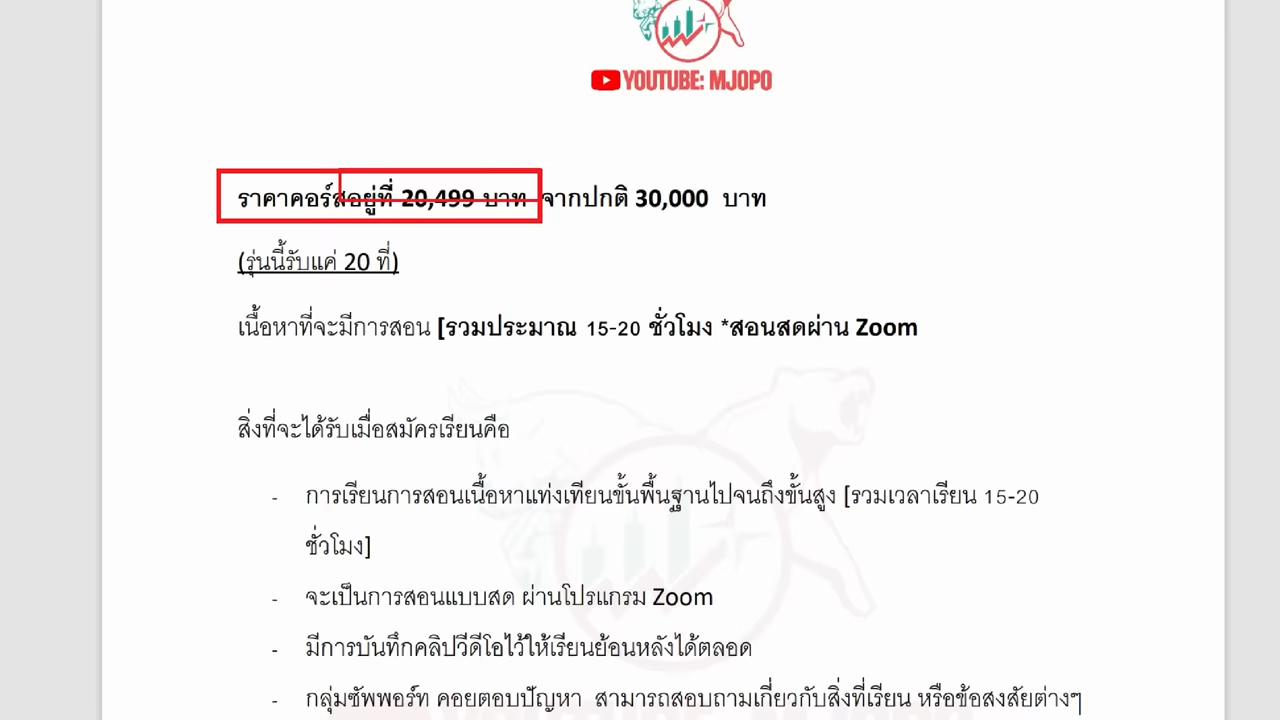 YOUTUBE: MJOPO
ราคาคอร์สอยู่ที่ 20,499 บาท จากปกติ 30,000 บาท
(รุ่นนี้รับแค่ 20 ที่)
เนื้อหาที่จะมีการสอน [รวมประมาณ 15-20 ชั่วโมง *สอนสดผ่าน Zoom
สิ่งที่จะได้รับเมื่อสมัครเรียนคือ
- การเรียนการสอนเนื้อหาแท่งเทียนขั้นพื้นฐานไปจนถึงขั้นสูง [รวมเวลาเรียน 15-20
ชั่วโมง]
- จะเป็นการสอนแบบสด ผ่านโปรแกรม Zoom
- มีการบันทึกคลิปวีดีโอไว้ให้เรียนย้อนหลังได้ตลอด
- กลุ่มซัพพอร์ท คอยตอบปัญหา สามารถสอบถามเกี่ยวกับสิ่งที่เรียน หรือข้อสงสัยต่างๆ